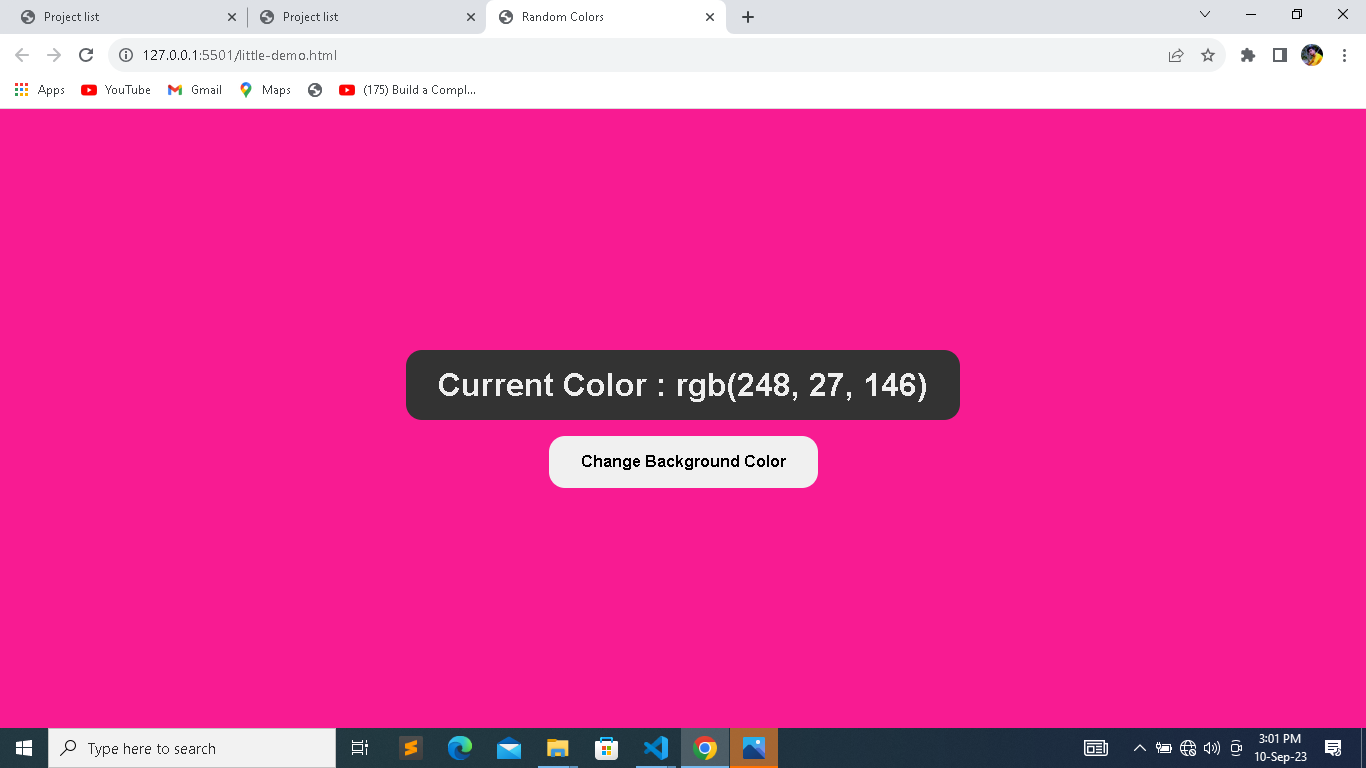 Project list
Project list
Random Colors
127.0.0.1:5501/little-demo.html
Apps
YouTube
Gmail
Maps
(175) Build a Compl...
Current Color : rgb(248, 27, 146)
Change Background Color
Type here to search
3:01 PM
10-Sep-23